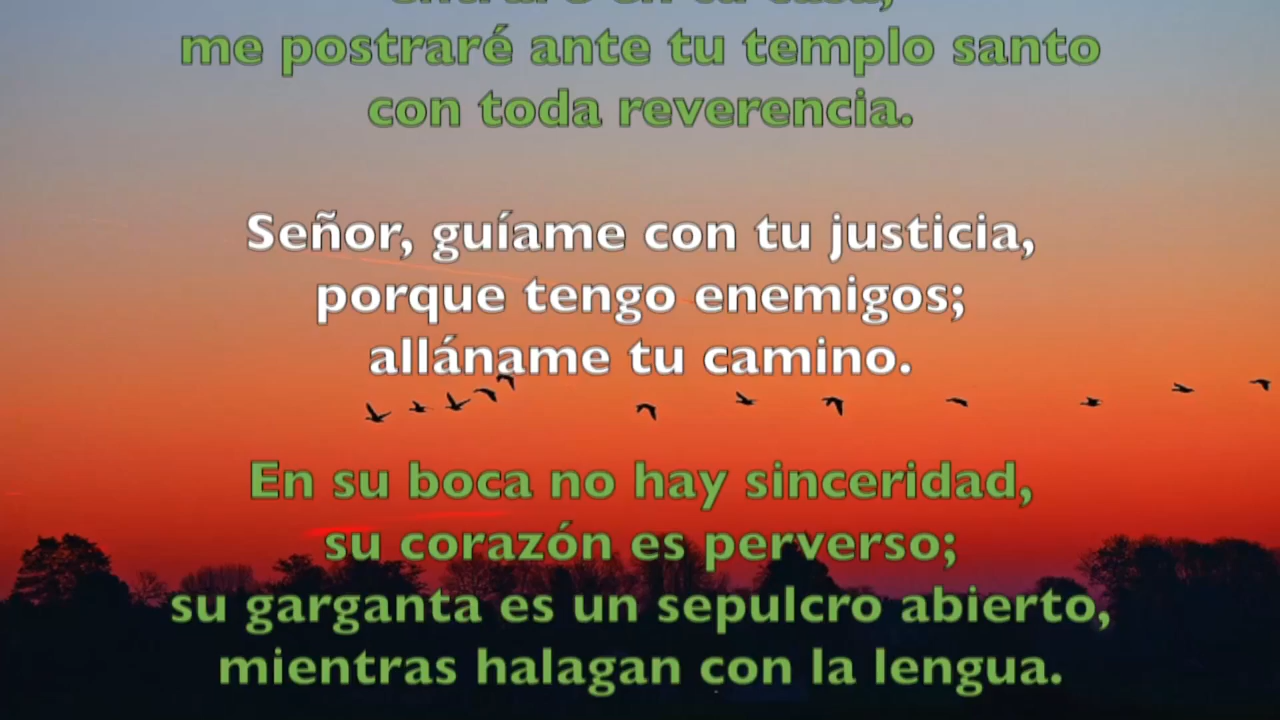 me postraré ante tu templo santo
con toda reverencia.
Señor, guíame con tu justicia,
porque tengo enemigos;
alláname tu camino.
En su boca no hay sinceridad,
su corazón es perverso;
su garganta es un sepulcro abierto,
mientras halagan con la lengua.